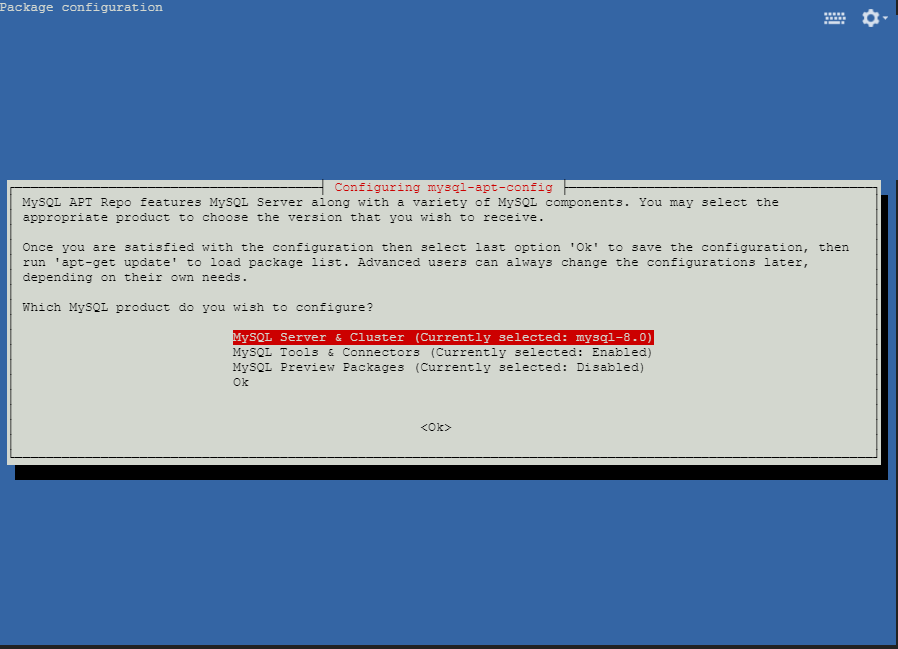 Package configuration
Configuring mysql-apt-config
MySQL APT Repo features MySQL Server along with a variety of MySQL components. You may select the
appropriate product to choose the version that you wish to receive.
Once you are satisfied with the configuration then select last option 'Ok' to save the configuration, then
run 'apt-get update' to load package list. Advanced users can always change the configurations later,
depending on their own needs.
Which MySQL product do you wish to configure?
MySQL Server & Cluster (Currently selected: mysql-8.0)
MySQL Tools & Connectors (Currently selected: Enabled)
MySQL Preview Packages (Currently selected: Disabled)
Ok
<Ok>